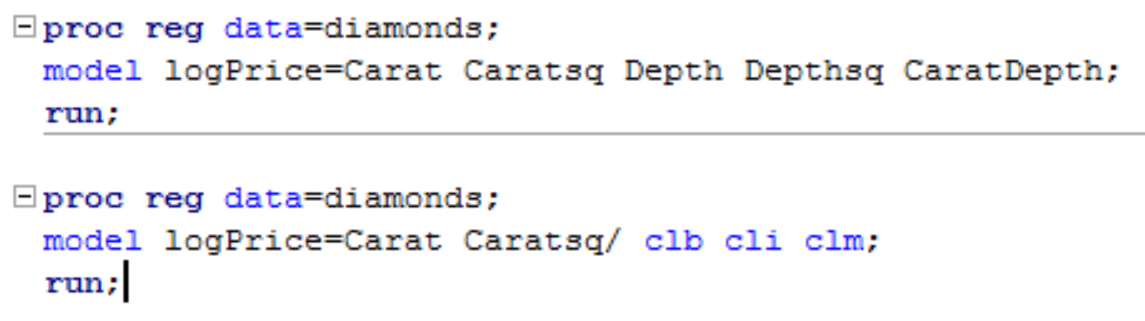 proc reg data=diamonds;
model logPrice=Carat Caratsq Depth Depthsq CaratDepth;
run;
proc reg data=diamonds;
model logPrice=Carat Caratsq/ clb cli clm;
run;